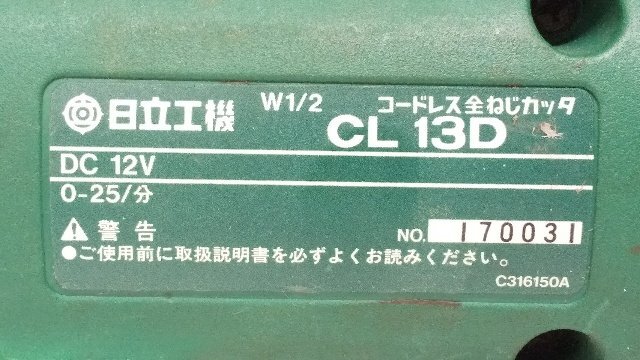 日立工機 W1/2 コードレス全ねじカッタ
CL 13D
DC 12V
0-25/分
警告 NO. 170031
●ご使用前に取扱説明書を必ずよくお読みください。
C316150A